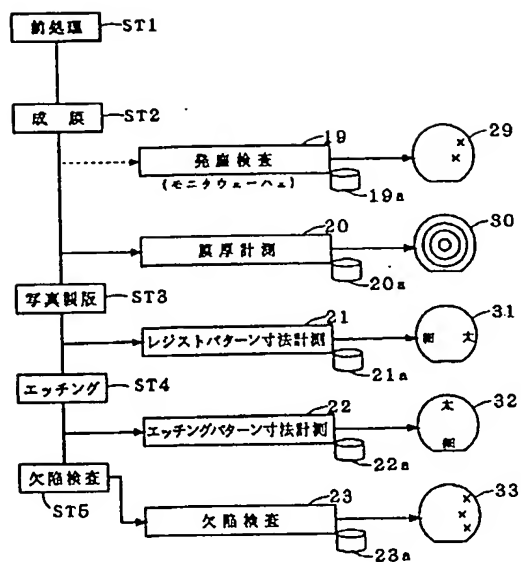 前処理 ST1
成膜 ST2
19
発塵検査
(モニタウェーハ)
19a
29
20
膜厚計測
20a
30
写真製版 ST3
21
レジストパターン寸法計測
21a
細 太
31
エッチング ST4
22
エッチングパターン寸法計測
22a
太
細
32
欠陥検査
ST5
23
欠陥検査
23a
33